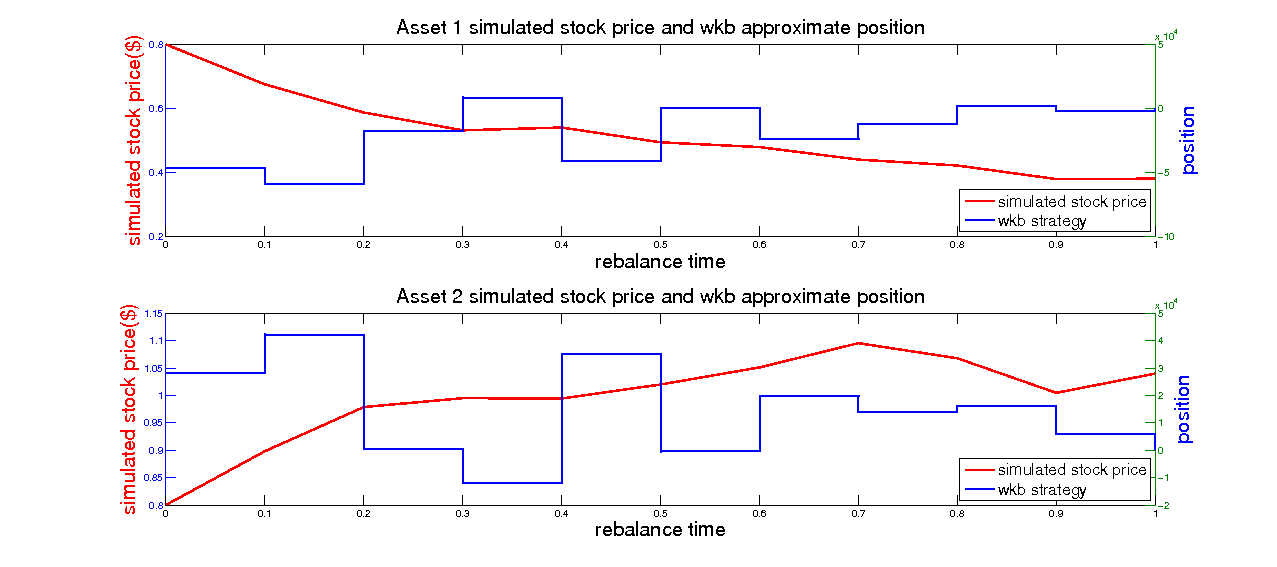 Asset 1 simulated stock price and wkb approximate position
simulated stock price($)
0.8
0.6
0.4
0.2
x 10^4
5
0
-5
-10
position
simulated stock price
wkb strategy
0 0.1 0.2 0.3 0.4 0.5 0.6 0.7 0.8 0.9 1
rebalance time
Asset 2 simulated stock price and wkb approximate position
simulated stock price($)
1.15
1.1
1.05
1
0.95
0.9
0.85
0.8
x 10^4
5
4
3
2
1
0
-1
-2
position
simulated stock price
wkb strategy
0 0.1 0.2 0.3 0.4 0.5 0.6 0.7 0.8 0.9 1
rebalance time